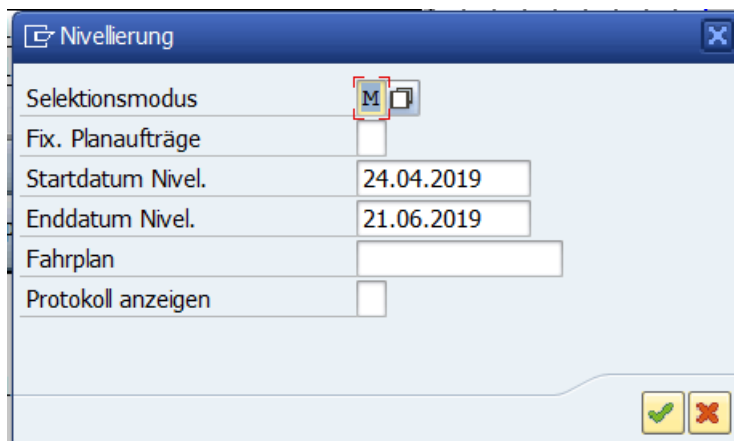 Nivellierung
Selektionsmodus M
Fix. Planaufträge
Startdatum Nivel. 24.04.2019
Enddatum Nivel. 21.06.2019
Fahrplan
Protokoll anzeigen